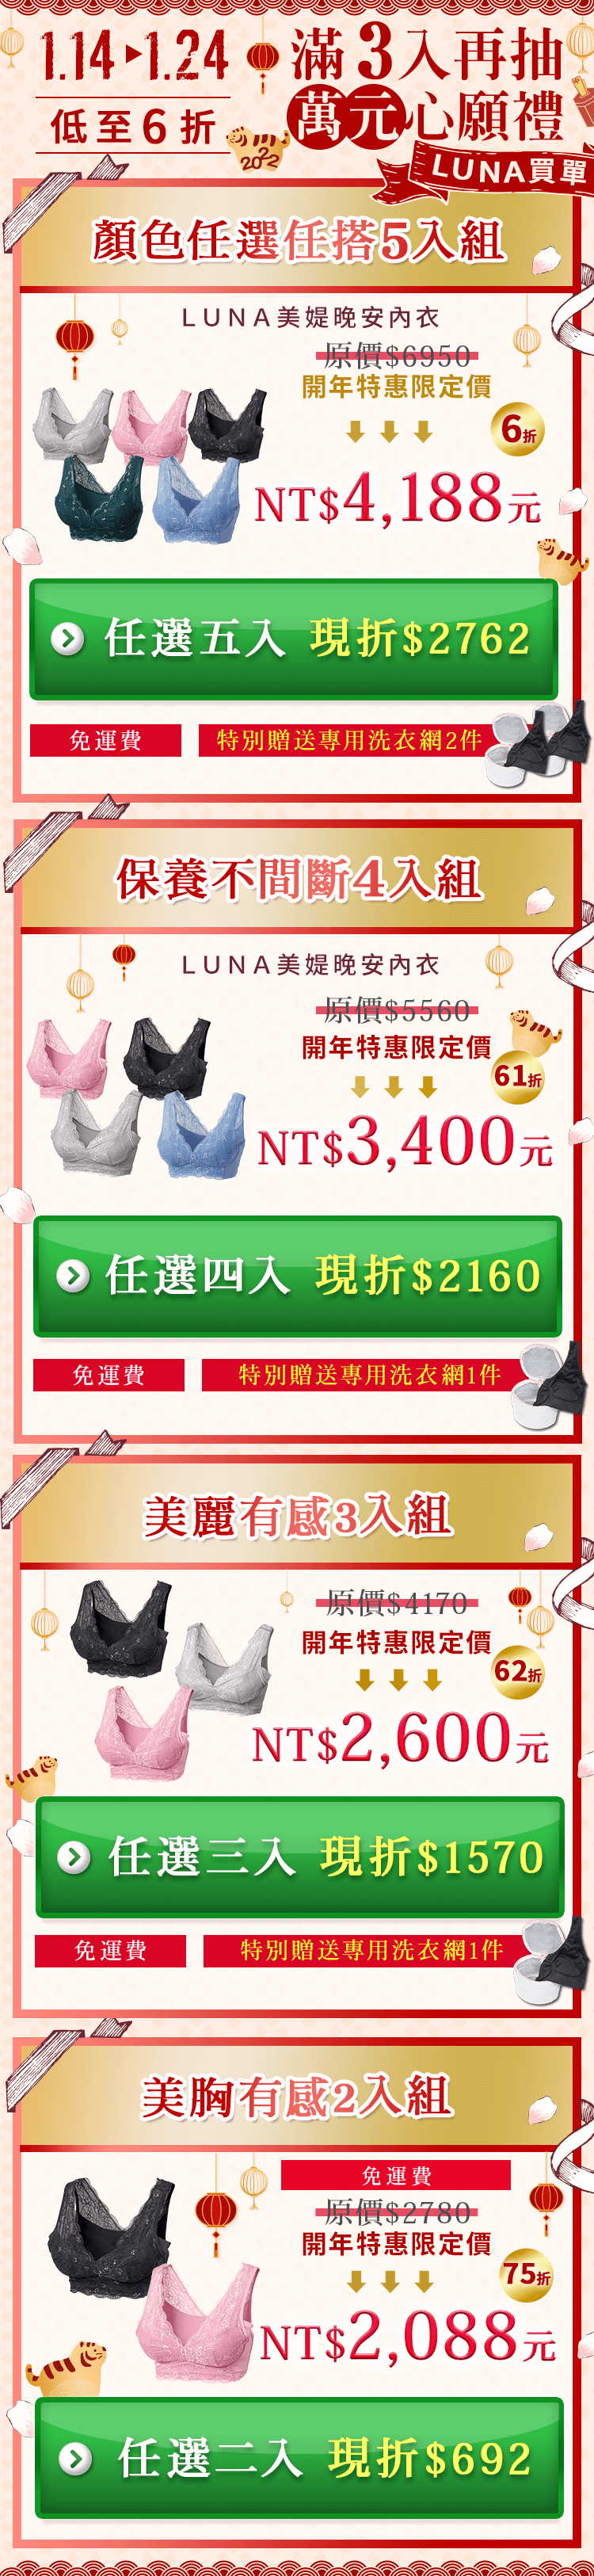 1.14▶1.24
低至6折
2022
滿3入再抽
萬元心願禮
LUNA買單
顏色任選任搭5入組
LUNA美媞晚安內衣
原價$6950
開年特惠限定價
6折
NT$4,188元
任選五入 現折$2762
免運費
特別贈送專用洗衣網2件
保養不間斷4入組
LUNA美媞晚安內衣
原價$5560
開年特惠限定價
61折
NT$3,400元
任選四入 現折$2160
免運費
特別贈送專用洗衣網1件
美麗有感3入組
原價$4170
開年特惠限定價
62折
NT$2,600元
任選三入 現折$1570
免運費
特別贈送專用洗衣網1件
美胸有感2入組
免運費
原價$2780
開年特惠限定價
75折
NT$2,088元
任選二入 現折$692